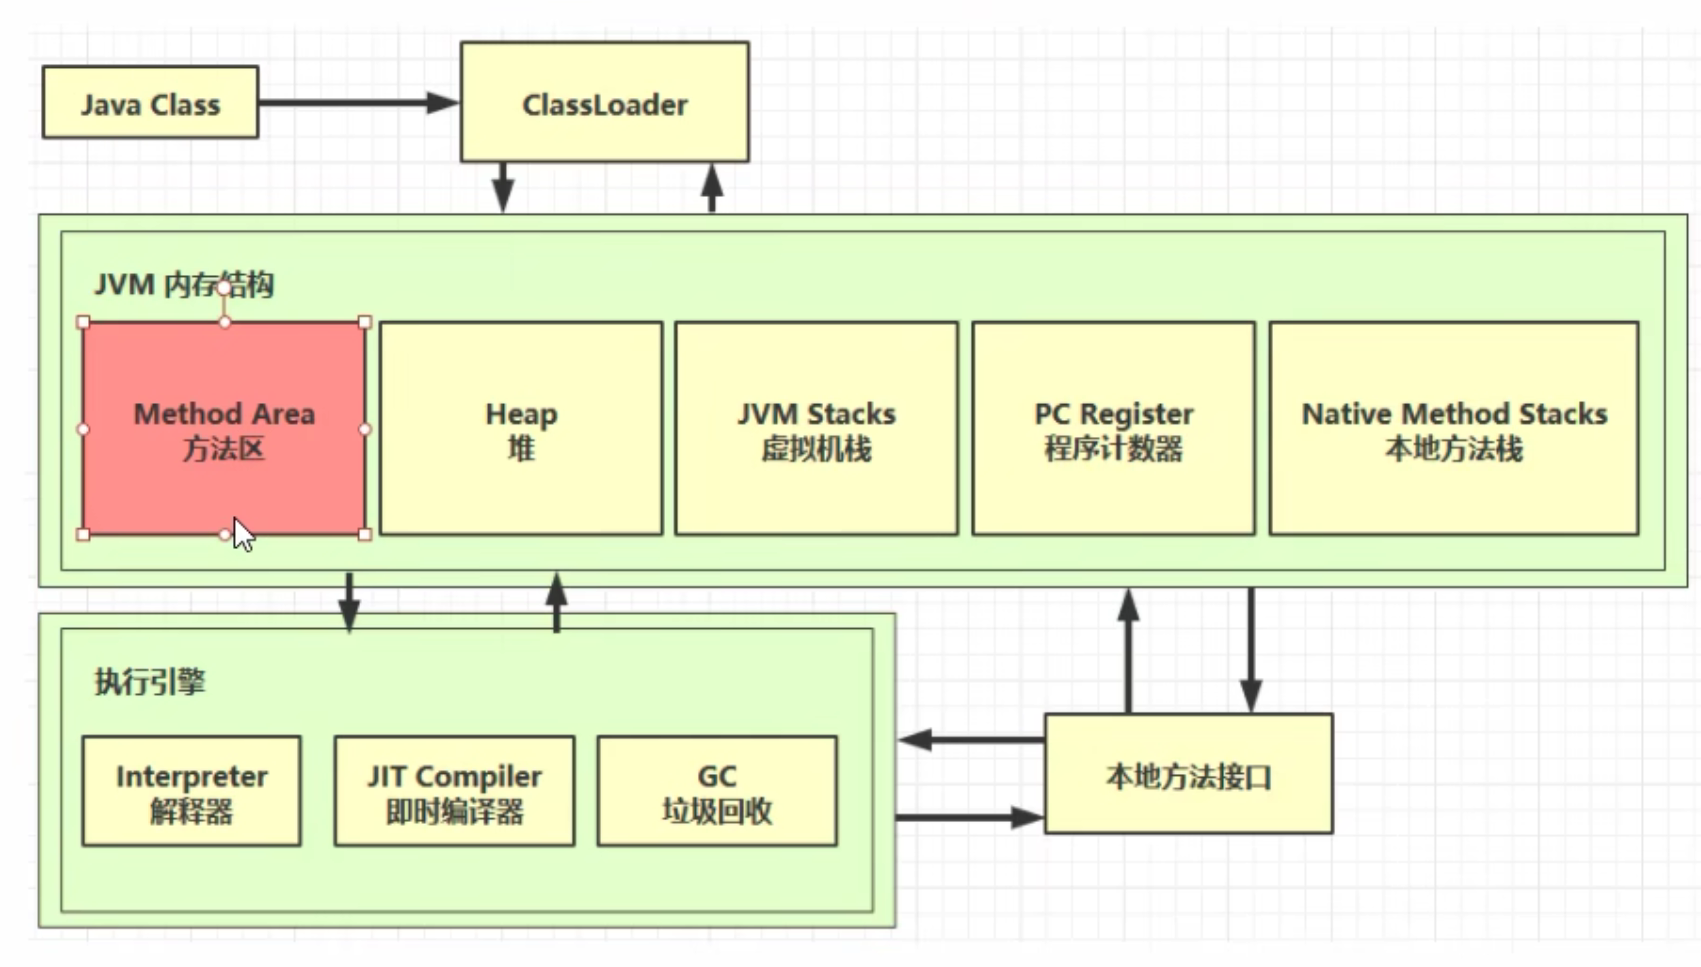 Java Class
ClassLoader
JVM 内存结构
Method Area
方法区
Heap
堆
JVM Stacks
虚拟机栈
PC Register
程序计数器
Native Method Stacks
本地方法栈
执行引擎
Interpreter
解释器
JIT Compiler
即时编译器
GC
垃圾回收
本地方法接口